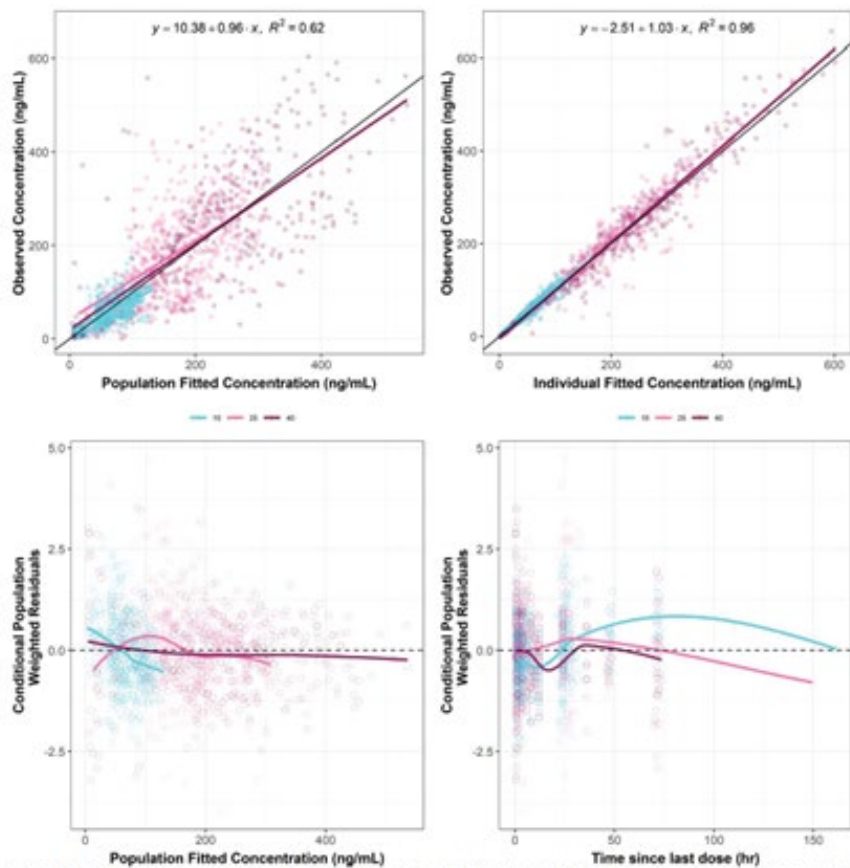 y = 10.38 + 0.96 · x, R² = 0.62
y = −2.51 + 1.03 · x, R² = 0.96
Observed Concentration (ng/mL)
600
400
200
0
0 200 400
Population Fitted Concentration (ng/mL)
Observed Concentration (ng/mL)
600
400
200
0
0 200 400 600
Individual Fitted Concentration (ng/mL)
10 25 40
10 25 40
Conditional Population
Weighted Residuals
5.0
2.5
0.0
-2.5
0 200 400
Population Fitted Concentration (ng/mL)
Conditional Population
Weighted Residuals
5.0
2.5
0.0
-2.5
0 50 100 150
Time since last dose (hr)